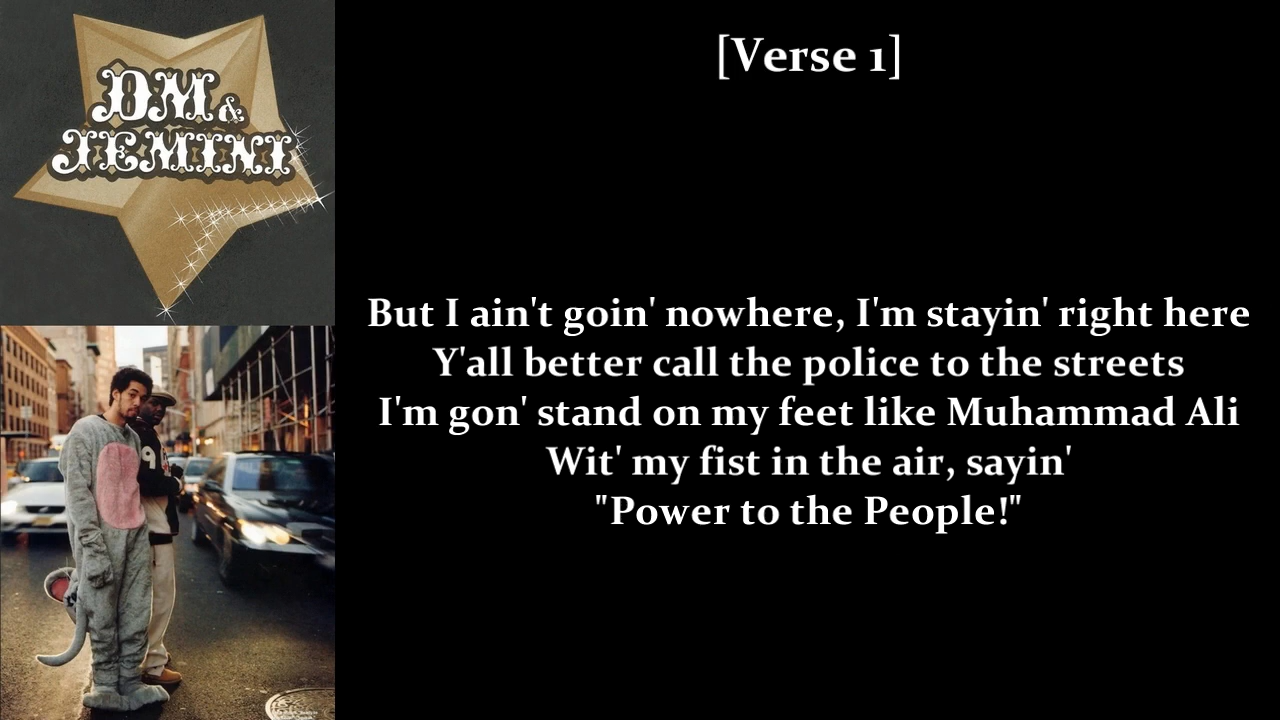 DM &
JEMINI
[Verse 1]
But I ain't goin' nowhere, I'm stayin' right here
Y'all better call the police to the streets
I'm gon' stand on my feet like Muhammad Ali
Wit' my fist in the air, sayin'
"Power to the People!"